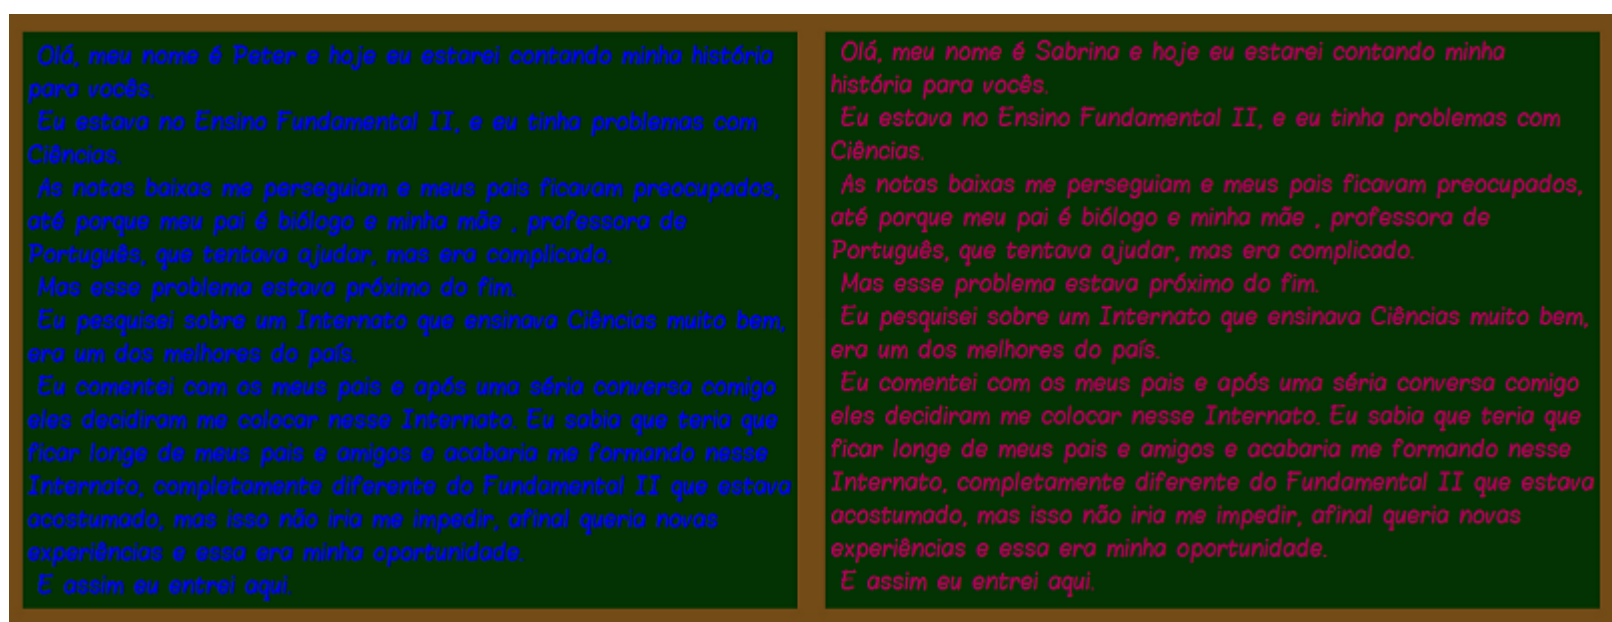 Olá, meu nome é Peter e hoje eu estarei contando minha história
para vocês.
Eu estava no Ensino Fundamental II, e eu tinha problemas com
Ciências.
As notas baixas me perseguiam e meus pais ficavam preocupados,
até porque meu pai é biólogo e minha mãe , professora de
Português, que tentava ajudar, mas era complicado.
Mas esse problema estava próximo do fim.
Eu pesquisei sobre um Internato que ensinava Ciências muito bem,
era um dos melhores do país.
Eu comentei com os meus pais e após uma séria conversa comigo
eles decidiram me colocar nesse Internato. Eu sabia que teria que
ficar longe de meus pais e amigos e acabaria me formando nesse
Internato, completamente diferente do Fundamental II que estava
acostumado, mas isso não iria me impedir, afinal queria novas
experiências e essa era minha oportunidade.
E assim eu entrei aqui.
Olá, meu nome é Sabrina e hoje eu estarei contando minha
história para vocês.
Eu estava no Ensino Fundamental II, e eu tinha problemas com
Ciências.
As notas baixas me perseguiam e meus pais ficavam preocupados,
até porque meu pai é biólogo e minha mãe , professora de
Português, que tentava ajudar, mas era complicado.
Mas esse problema estava próximo do fim.
Eu pesquisei sobre um Internato que ensinava Ciências muito bem,
era um dos melhores do país.
Eu comentei com os meus pais e após uma séria conversa comigo
eles decidiram me colocar nesse Internato. Eu sabia que teria que
ficar longe de meus pais e amigos e acabaria me formando nesse
Internato, completamente diferente do Fundamental II que estava
acostumado, mas isso não iria me impedir, afinal queria novas
experiências e essa era minha oportunidade.
E assim eu entrei aqui.